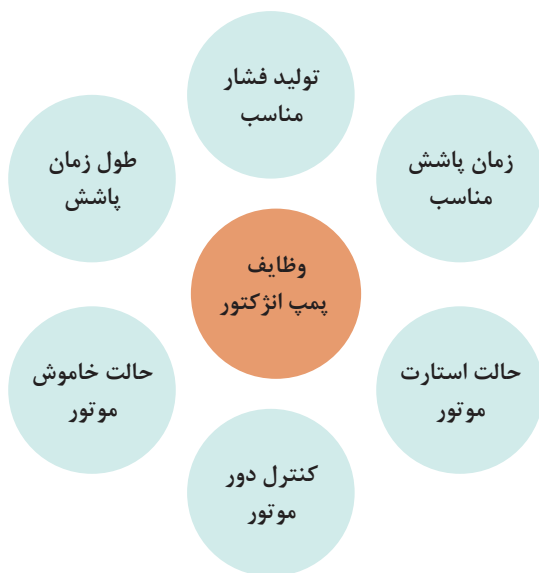 تولید فشار
مناسب
زمان پاشش
مناسب
طول زمان
پاشش
وظایف
پمپ انژکتور
حالت استارت
موتور
حالت خاموش
موتور
کنترل دور
موتور